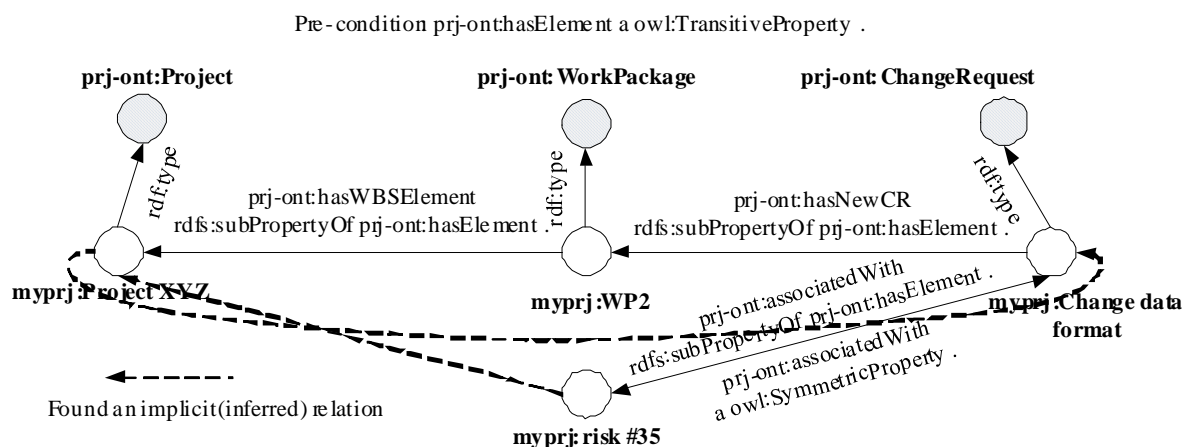 Pre-condition prj-ont:hasElement a owl:TransitiveProperty .
prj-ont:Project
prj-ont:WorkPackage
prj-ont:ChangeRequest
rdf:type
rdf:type
rdf:type
prj-ont:hasWBSElement
rdfs:subPropertyOf prj-ont:hasElement .
prj-ont:hasNewCR
rdfs:subPropertyOf prj-ont:hasElement .
myprj:Project XYZ
myprj:WP2
myprj:Change data
format
prj-ont:associatedWith
rdfs:subPropertyOf prj-ont:hasElement .
prj-ont:associatedWith
a owl:SymmetricProperty .
Found an implicit(inferred) relation
myprj:risk #35